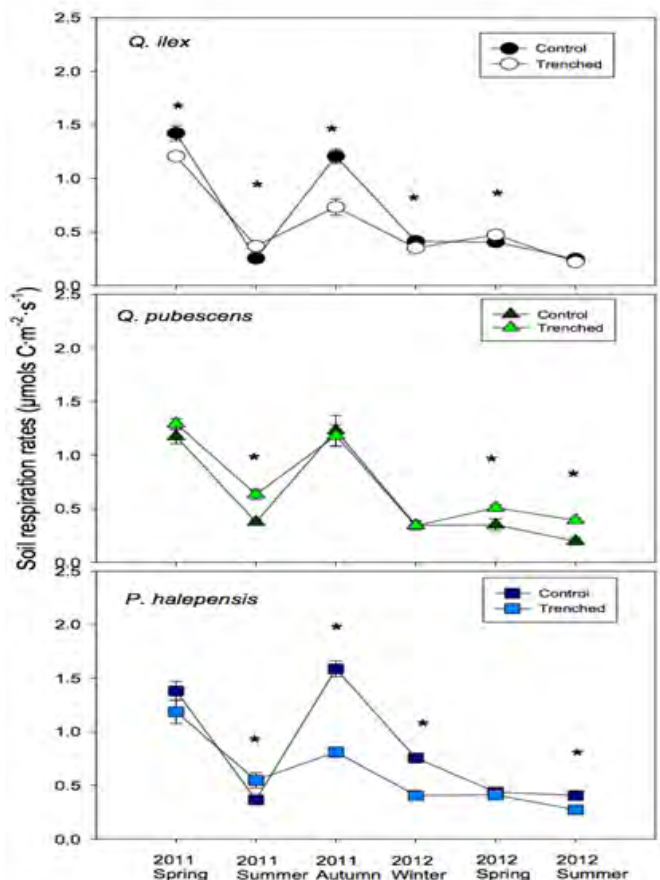 2.5
Q. ilex
Control
Trenched
2.0
1.5
1.0
0.5
0.0
2.5
Q. pubescens
Control
Trenched
2.0
1.5
1.0
0.5
0.0
2.5
P. halepensis
Control
Trenched
2.0
1.5
1.0
0.5
0.0
Soil respiration rates (µmols C·m⁻²·s⁻¹)
2011 2011 2011 2012 2012 2012
Spring Summer Autumn Winter Spring Summer